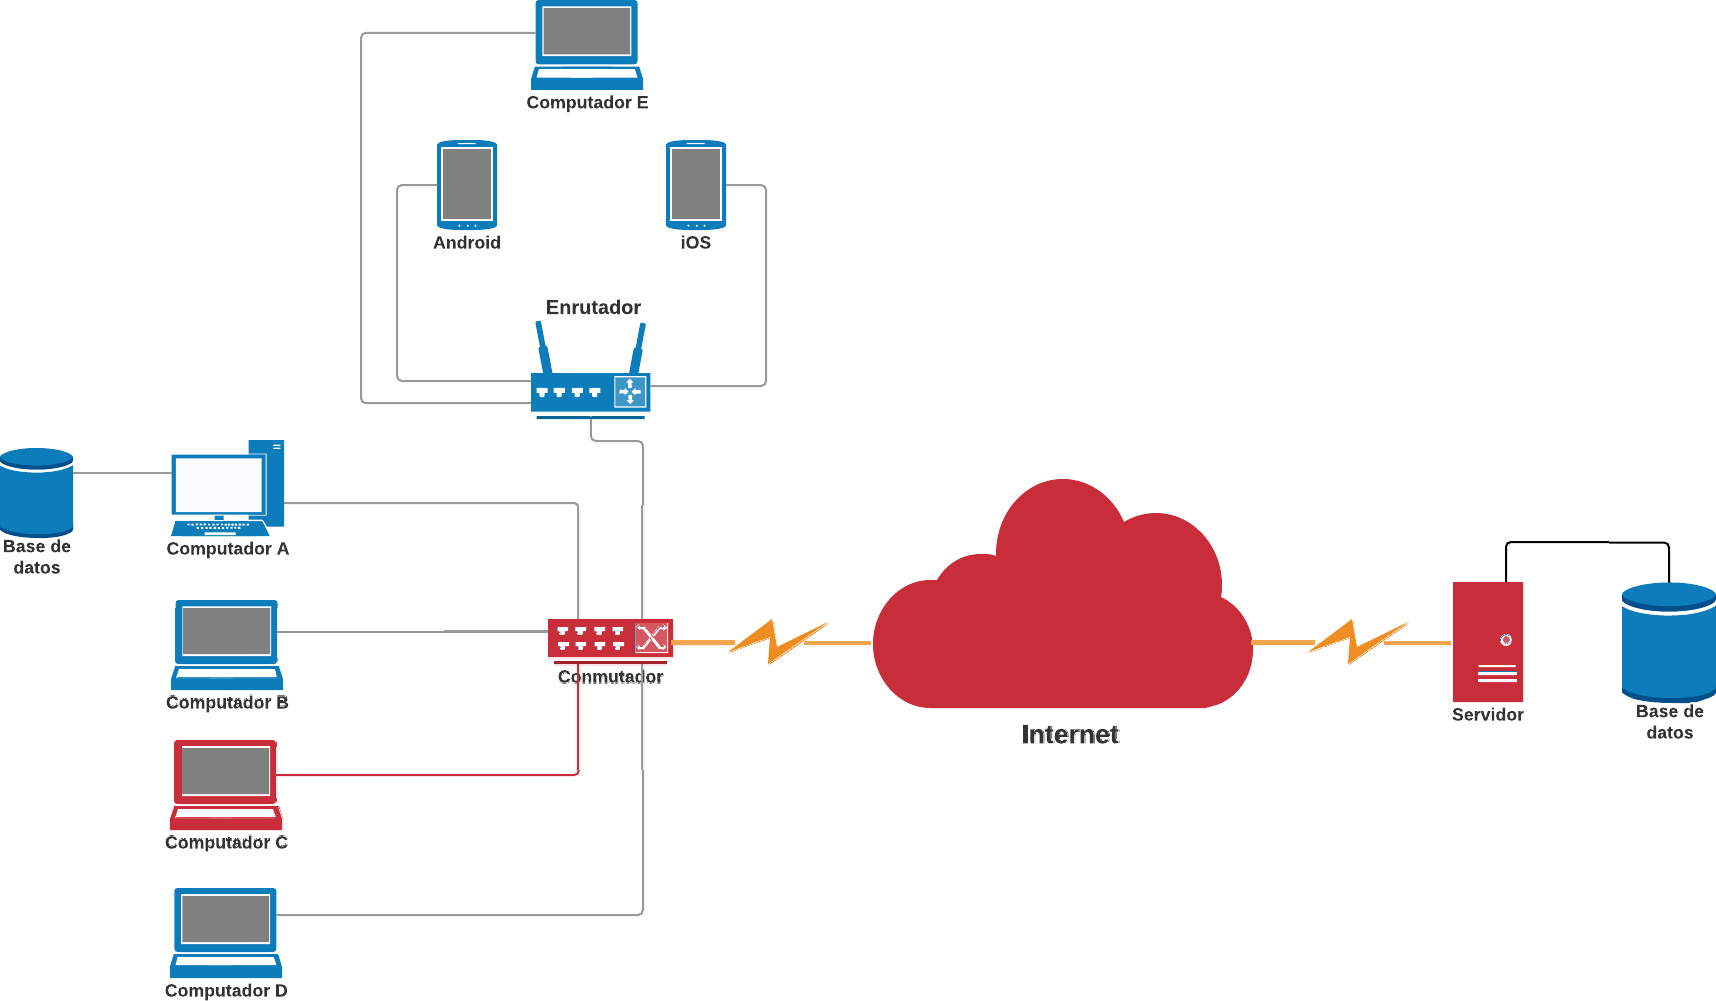 Computador E
Android
iOS
Enrutador
Base de
datos
Computador A
Computador B
Conmutador
Computador C
Computador D
Internet
Servidor
Base de
datos